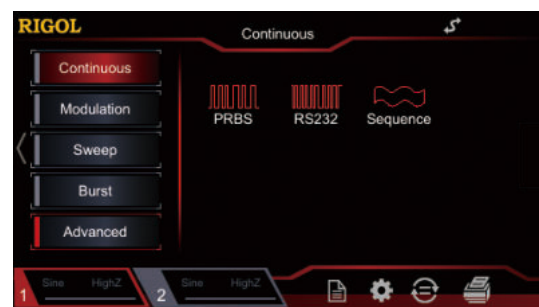 RIGOL
Continuous
Continuous
Modulation
Sweep
Burst
Advanced
PRBS RS232 Sequence
1 Sine HighZ 2 Sine HighZ